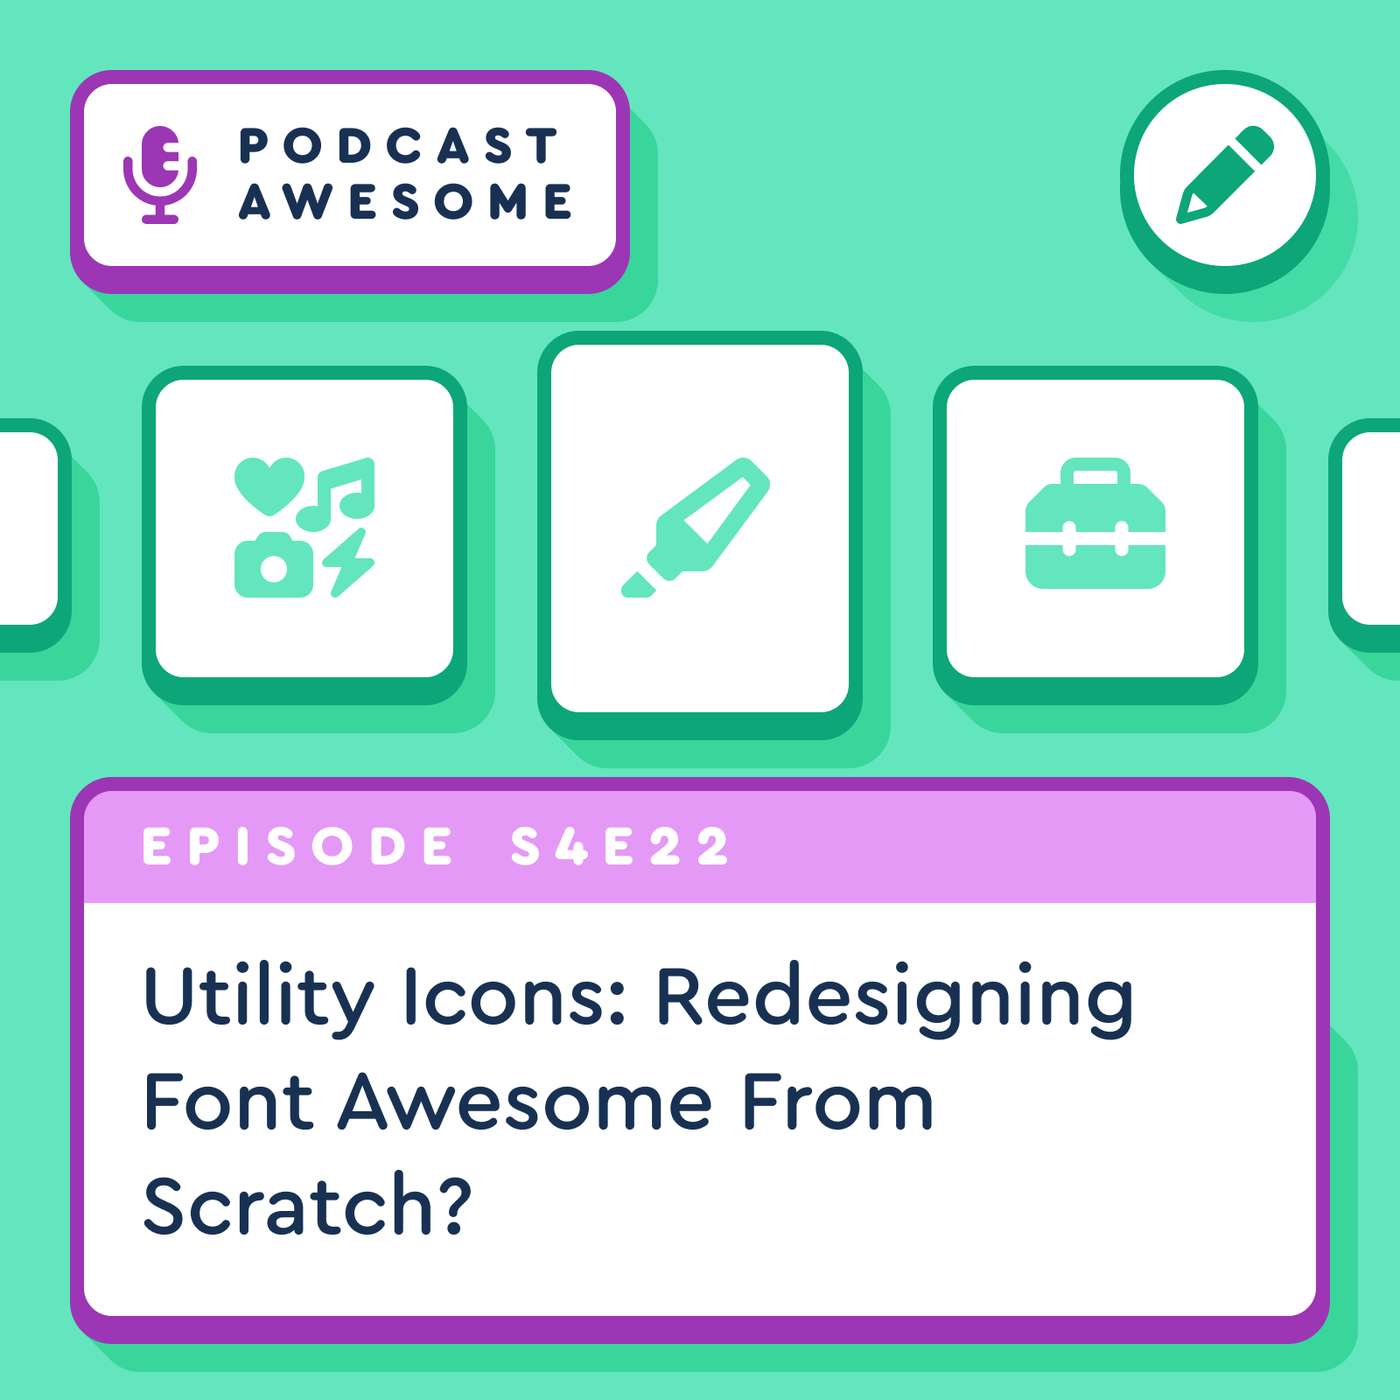 PODCAST
AWESOME
EPISODE S4E22
Utility Icons: Redesigning
Font Awesome From
Scratch?